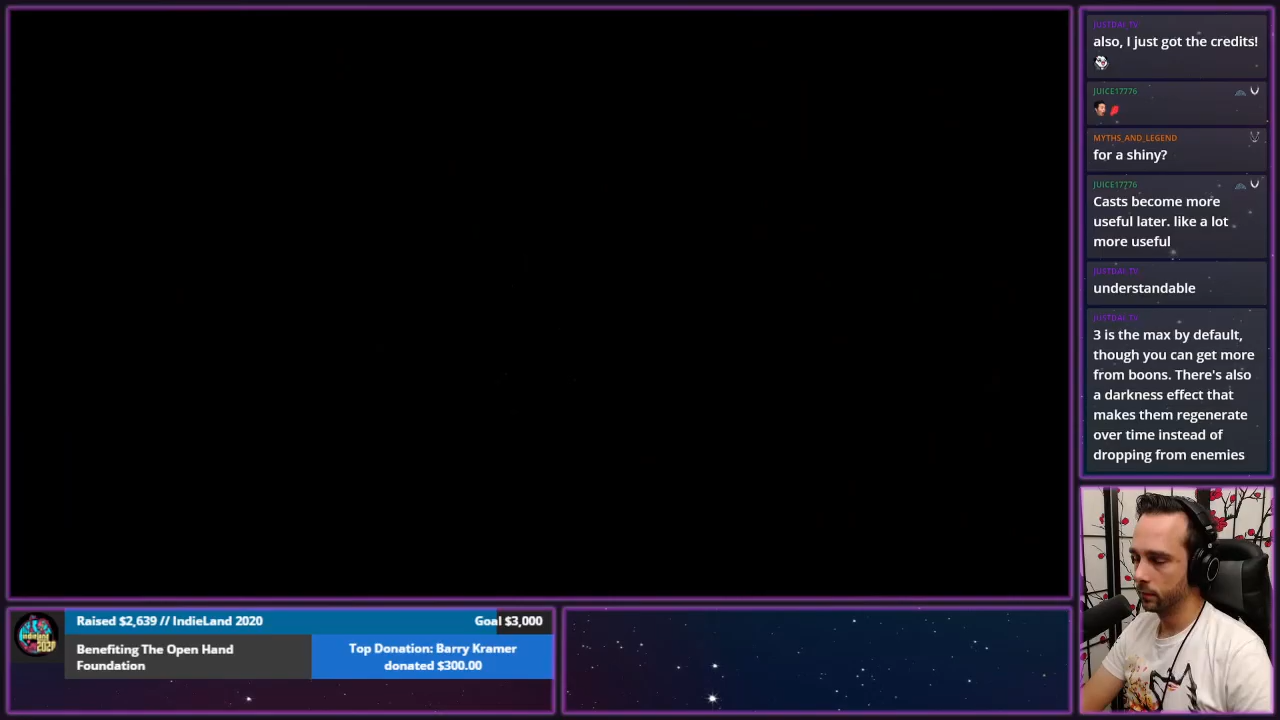 JUSTDAI_TV
also, I just got the credits!
JUICE17776
MYTHS_AND_LEGEND
for a shiny?
JUICE17776
Casts become more
useful later. like a lot
more useful
JUSTDAI_TV
understandable
JUSTDAI_TV
3 is the max by default,
though you can get more
from boons. There's also
a darkness effect that
makes them regenerate
over time instead of
dropping from enemies
Raised $2,639 // IndieLand 2020
Goal $3,000
Benefiting The Open Hand
Foundation
Top Donation: Barry Kramer
donated $300.00
indieland
2020